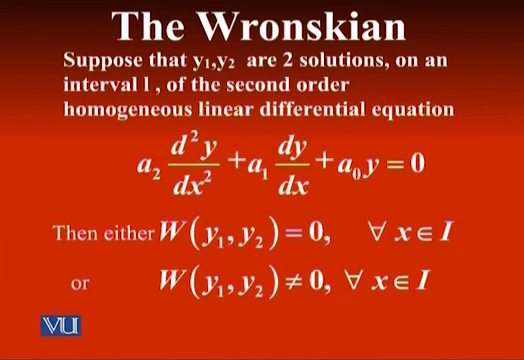 The Wronskian
Suppose that y₁,y₂ are 2 solutions, on an
interval I , of the second order
homogeneous linear differential equation
a₂ d²y/dx² + a₁ dy/dx + a₀y = 0
Then either W(y₁, y₂) = 0, ∀ x ∈ I
or W(y₁, y₂) ≠ 0, ∀ x ∈ I
VU